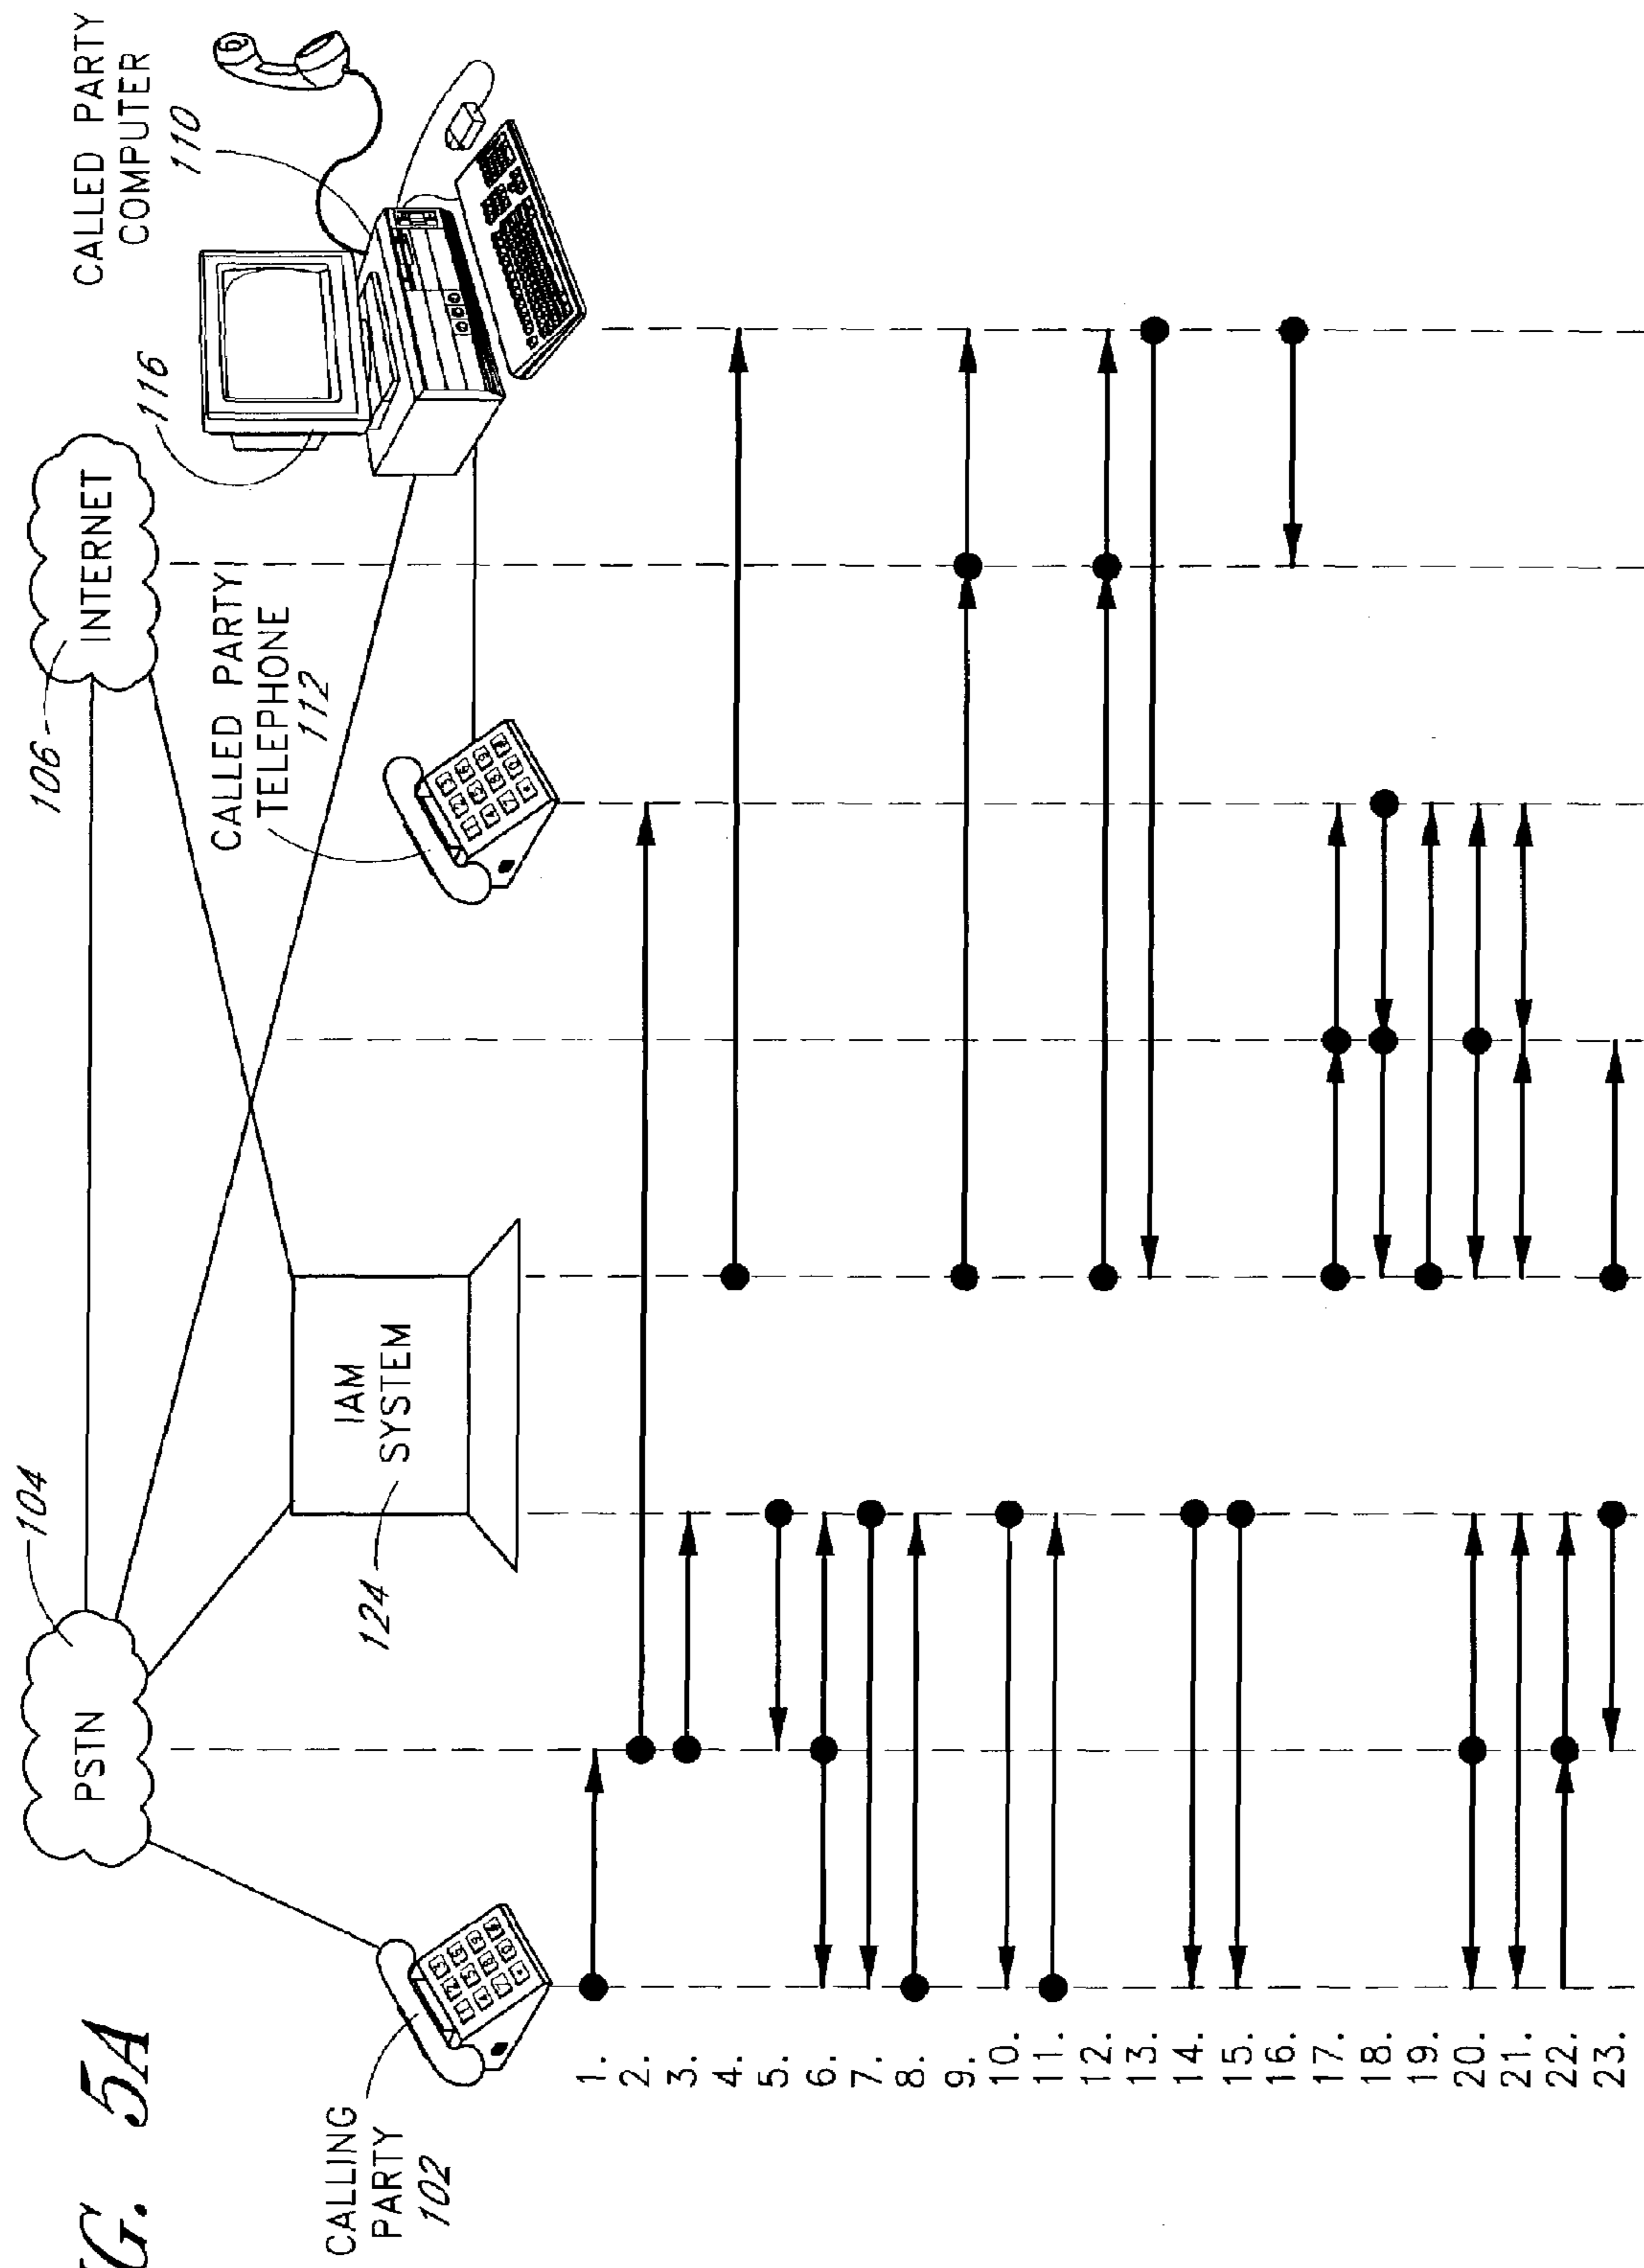 G. 5A
PSTN
104
INTERNET
106
CALLED PARTY
COMPUTER
110
116
CALLED PARTY
TELEPHONE
112
IAM
SYSTEM
124
CALLING
PARTY
102
1.
2.
3.
4.
5.
6.
7.
8.
9.
10.
11.
12.
13.
14.
15.
16.
17.
18.
19.
20.
21.
22.
23.